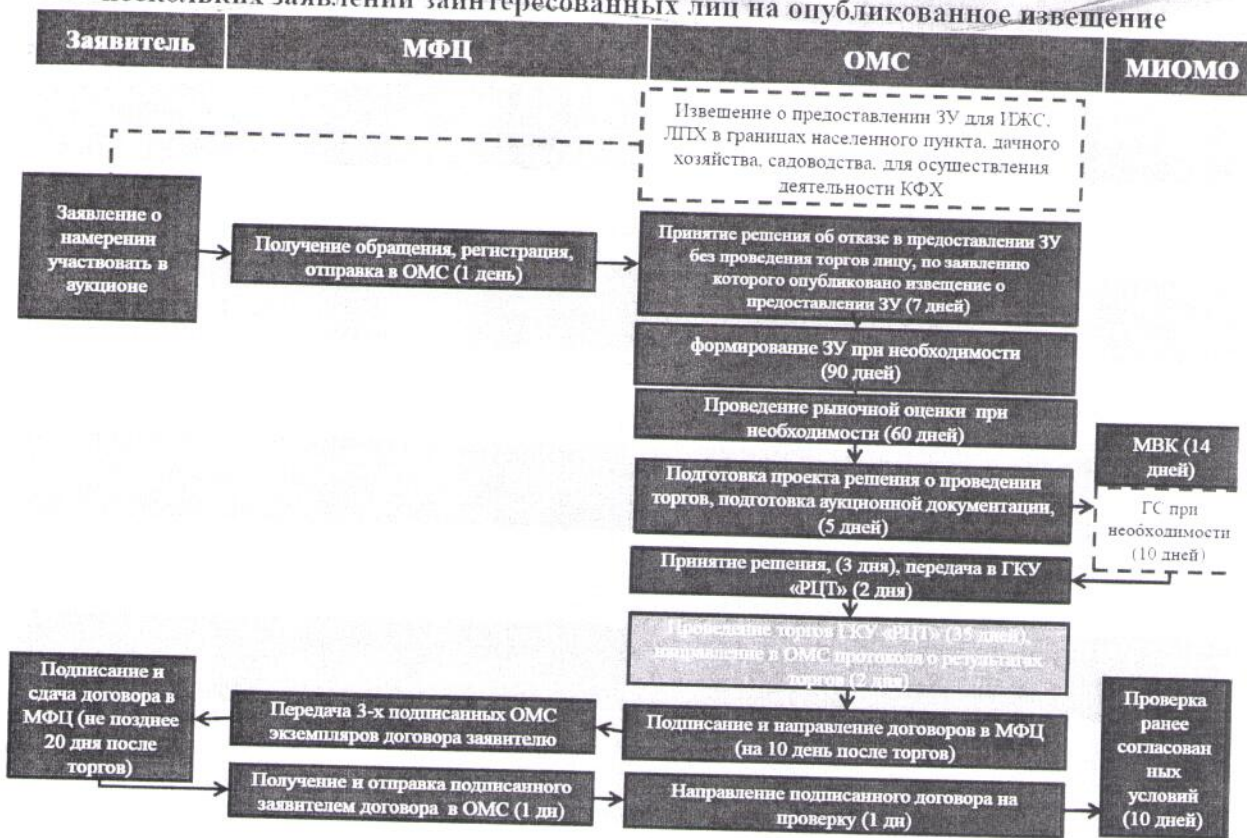 нескольких заявлений заинтересованных лиц на опубликованное извещение
Заявитель
МФЦ
ОМС
МИОМО
Извещение о предоставлении ЗУ для ИЖС,
ЛПХ в границах населенного пункта, дачного
хозяйства, садоводства, для осуществления
деятельности КФХ
Заявление о
намерении
участвовать в
аукционе
Получение обращения, регистрация,
отправка в ОМС (1 день)
Принятие решения об отказе в предоставлении ЗУ
без проведения торгов лицу, по заявлению
которого опубликовано извещение о
предоставлении ЗУ (7 дней)
формирование ЗУ при необходимости
(90 дней)
Проведение рыночной оценки при
необходимости (60 дней)
Подготовка проекта решения о проведении
торгов, подготовка аукционной документации,
(5 дней)
МВК (14
дней)
ГС при
необходимости
(10 дней)
Принятие решения, (3 дня), передача в ГКУ
«РЦТ» (2 дня)
Проведение торгов ГКУ «РЦТ» (35 дней),
направление в ОМС протокола о результатах
торгов (2 дня)
Подписание и
сдача договора в
МФЦ (не позднее
20 дня после
торгов)
Передача 3-х подписанных ОМС
экземпляров договора заявителю
Подписание и направление договоров в МФЦ
(на 10 день после торгов)
Проверка
ранее
согласован
ных
условий
(10 дней)
Получение и отправка подписанного
заявителем договора в ОМС (1 дн)
Направление подписанного договора на
проверку (1 дн)